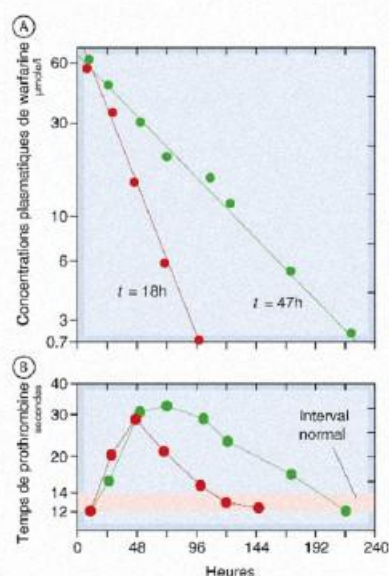 A
Concentrations plasmatiques de warfarine
µmole/l
60
30
10
6
3
0.7
t = 18h
t = 47h
B
Temps de prothrombine
secondes
40
30
20
14
12
Interval
normal
0 48 96 144 192 240
Heures